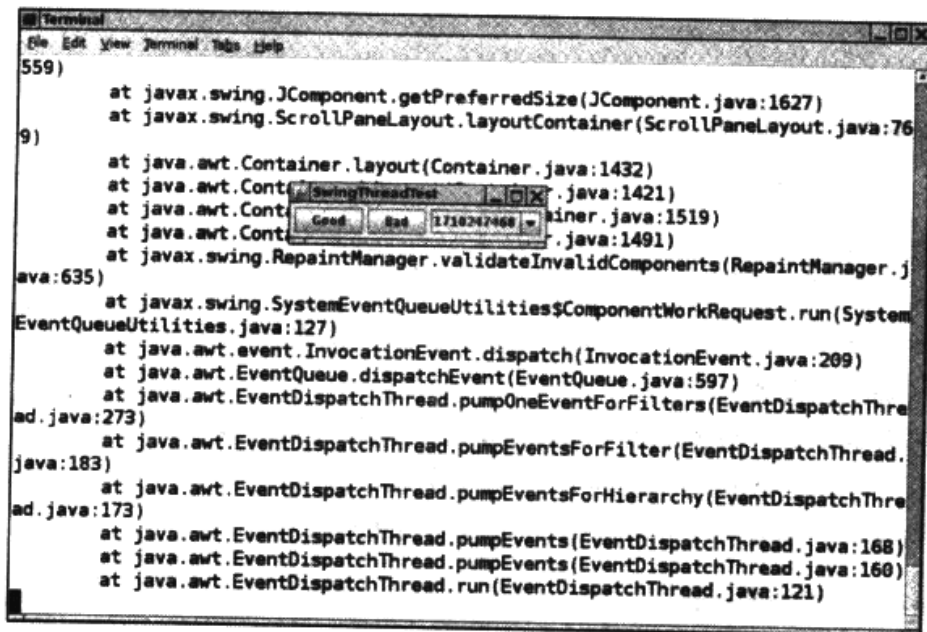 Terminal
File Edit View Terminal Tabs Help
559)
at javax.swing.JComponent.getPreferredSize(JComponent.java:1627)
at javax.swing.ScrollPaneLayout.layoutContainer(ScrollPaneLayout.java:76
9)
at java.awt.Container.layout(Container.java:1432)
at java.awt.Cont r.java:1421)
at java.awt.Cont ainer.java:1519)
at java.awt.Cont r.java:1491)
SwingThreadTest
Good Bad 1710247468
at javax.swing.RepaintManager.validateInvalidComponents(RepaintManager.j
ava:635)
at javax.swing.SystemEventQueueUtilities$ComponentWorkRequest.run(System
EventQueueUtilities.java:127)
at java.awt.event.InvocationEvent.dispatch(InvocationEvent.java:209)
at java.awt.EventQueue.dispatchEvent(EventQueue.java:597)
at java.awt.EventDispatchThread.pumpOneEventForFilters(EventDispatchThre
ad.java:273)
at java.awt.EventDispatchThread.pumpEventsForFilter(EventDispatchThread.
java:183)
at java.awt.EventDispatchThread.pumpEventsForHierarchy(EventDispatchThre
ad.java:173)
at java.awt.EventDispatchThread.pumpEvents(EventDispatchThread.java:168)
at java.awt.EventDispatchThread.pumpEvents(EventDispatchThread.java:160)
at java.awt.EventDispatchThread.run(EventDispatchThread.java:121)